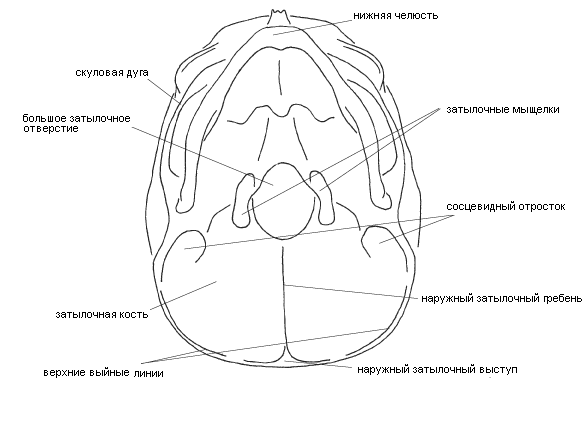 нижняя челюсть
скуловая дуга
большое затылочное
отверстие
затылочные мыщелки
сосцевидный отросток
наружный затылочный гребень
затылочная кость
верхние выйные линии
наружный затылочный выступ